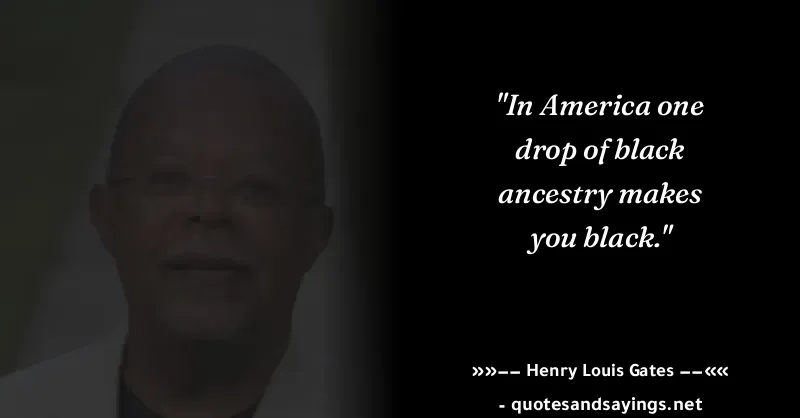 "In America one
drop of black
ancestry makes
you black."
»»–– Henry Louis Gates ––««
- quotesandsayings.net